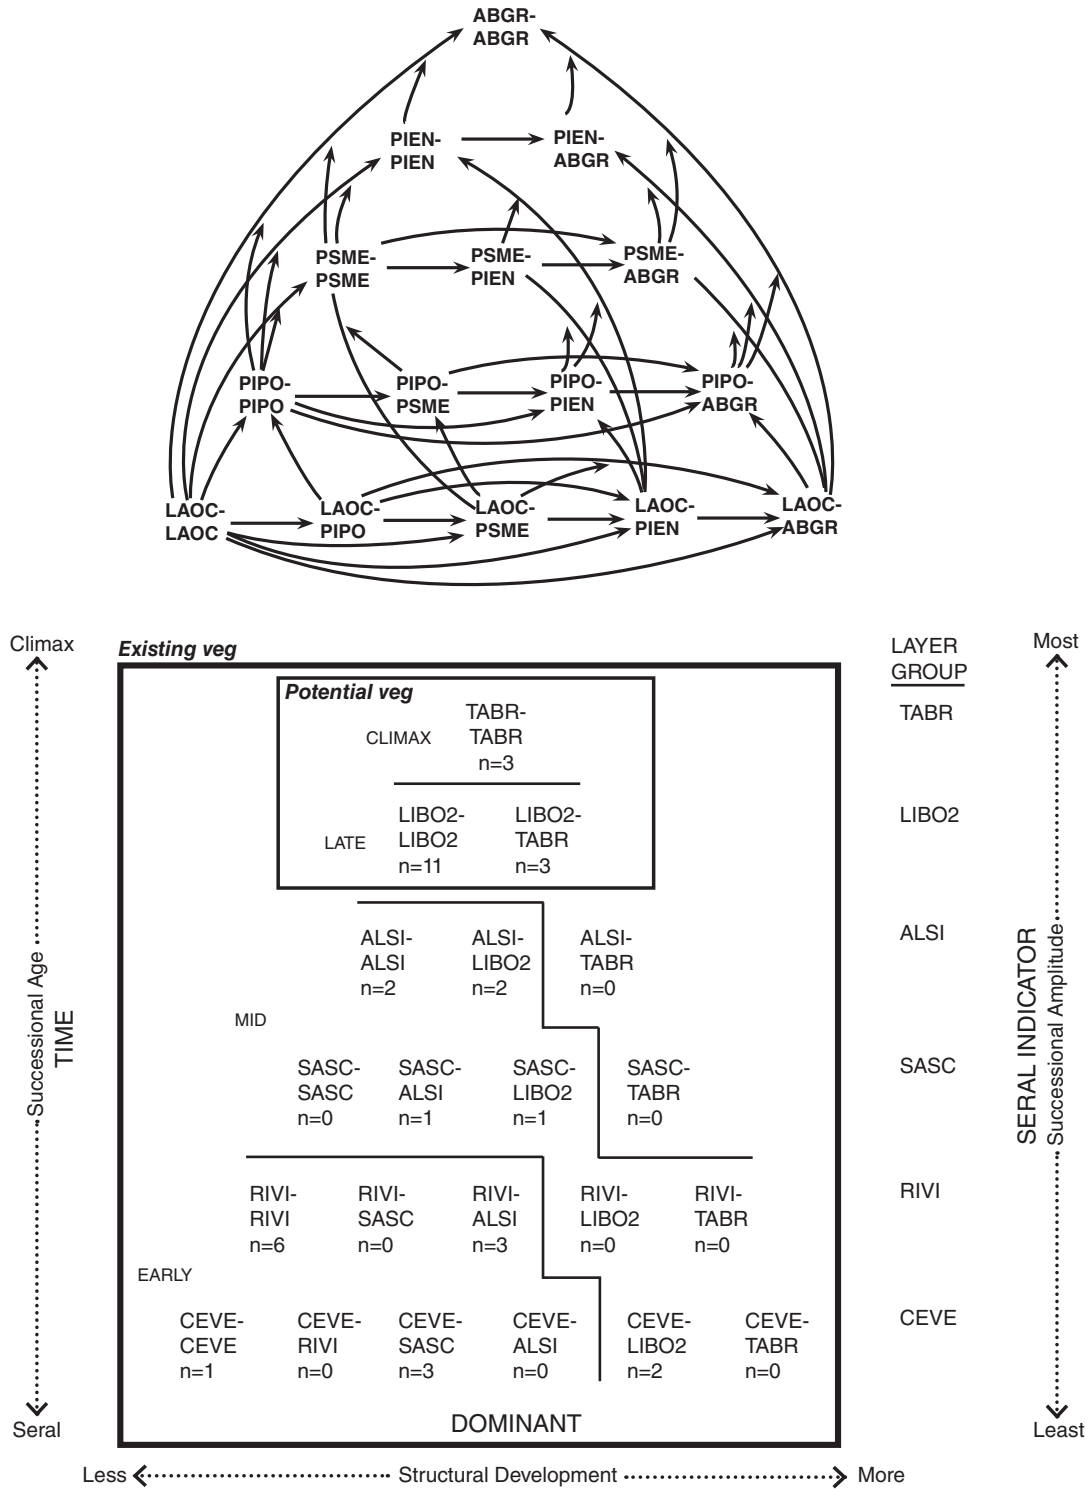 ABGR-
ABGR
PIEN-
PIEN
PIEN-
ABGR
PSME-
PSME
PSME-
PIEN
PSME-
ABGR
PIPO-
PIPO
PIPO-
PSME
PIPO-
PIEN
PIPO-
ABGR
LAOC-
LAOC
LAOC-
PIPO
LAOC-
PSME
LAOC-
PIEN
LAOC-
ABGR
Climax
Successional Age
TIME
Seral
Existing veg
Potential veg
CLIMAX
TABR-
TABR
n=3
LATE
LIBO2-
LIBO2
n=11
LIBO2-
TABR
n=3
ALSI-
ALSI
n=2
ALSI-
LIBO2
n=2
ALSI-
TABR
n=0
MID
SASC-
SASC
n=0
SASC-
ALSI
n=1
SASC-
LIBO2
n=1
SASC-
TABR
n=0
RIVI-
RIVI
n=6
RIVI-
SASC
n=0
RIVI-
ALSI
n=3
RIVI-
LIBO2
n=0
RIVI-
TABR
n=0
EARLY
CEVE-
CEVE
n=1
CEVE-
RIVI
n=0
CEVE-
SASC
n=3
CEVE-
ALSI
n=0
CEVE-
LIBO2
n=2
CEVE-
TABR
n=0
DOMINANT
LAYER
GROUP
TABR
LIBO2
ALSI
SASC
RIVI
CEVE
Most
SERAL INDICATOR
Successional Amplitude
Least
Less
Structural Development
More